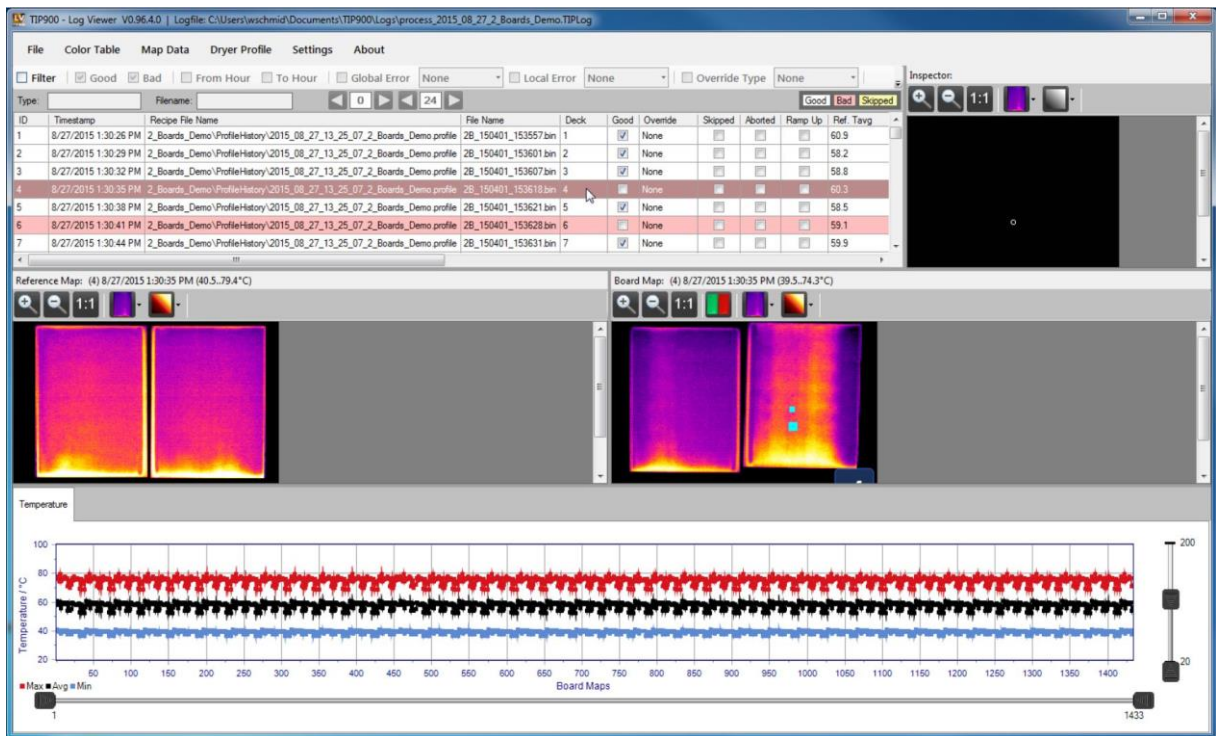 TIP900 - Log Viewer V0.96.4.0 | Logfile: C:\Users\wschmid\Documents\TIP900\Logs\process_2015_08_27_2_Boards_Demo.TIPLog
File Color Table Map Data Dryer Profile Settings About
Filter Good Bad From Hour To Hour Global Error None Local Error None Override Type None
Inspector:
Type: Filename: 0 24 Good Bad Skipped
1:1
ID Timestamp Recipe File Name File Name Deck Good Override Skipped Aborted Ramp Up Ref. Tavg
1 8/27/2015 1:30:26 PM 2_Boards_Demo\ProfileHistory\2015_08_27_13_25_07_2_Boards_Demo.profile 2B_150401_153557.bin 1 None 60.9
2 8/27/2015 1:30:29 PM 2_Boards_Demo\ProfileHistory\2015_08_27_13_25_07_2_Boards_Demo.profile 2B_150401_153601.bin 2 None 58.2
3 8/27/2015 1:30:32 PM 2_Boards_Demo\ProfileHistory\2015_08_27_13_25_07_2_Boards_Demo.profile 2B_150401_153607.bin 3 None 58.8
4 8/27/2015 1:30:35 PM 2_Boards_Demo\ProfileHistory\2015_08_27_13_25_07_2_Boards_Demo.profile 2B_150401_153618.bin 4 None 60.3
5 8/27/2015 1:30:38 PM 2_Boards_Demo\ProfileHistory\2015_08_27_13_25_07_2_Boards_Demo.profile 2B_150401_153621.bin 5 None 58.5
6 8/27/2015 1:30:41 PM 2_Boards_Demo\ProfileHistory\2015_08_27_13_25_07_2_Boards_Demo.profile 2B_150401_153628.bin 6 None 59.1
7 8/27/2015 1:30:44 PM 2_Boards_Demo\ProfileHistory\2015_08_27_13_25_07_2_Boards_Demo.profile 2B_150401_153631.bin 7 None 59.9
Reference Map: (4) 8/27/2015 1:30:35 PM (40.5..79.4°C)
1:1
Board Map: (4) 8/27/2015 1:30:35 PM (39.5..74.3°C)
1:1
Temperature
Temperature / °C
100
80
60
40
20
50 100 150 200 250 300 350 400 450 500 550 600 650 700 750 800 850 900 950 1000 1050 1100 1150 1200 1250 1300 1350 1400
Max Avg Min
Board Maps
200
20
1
1433